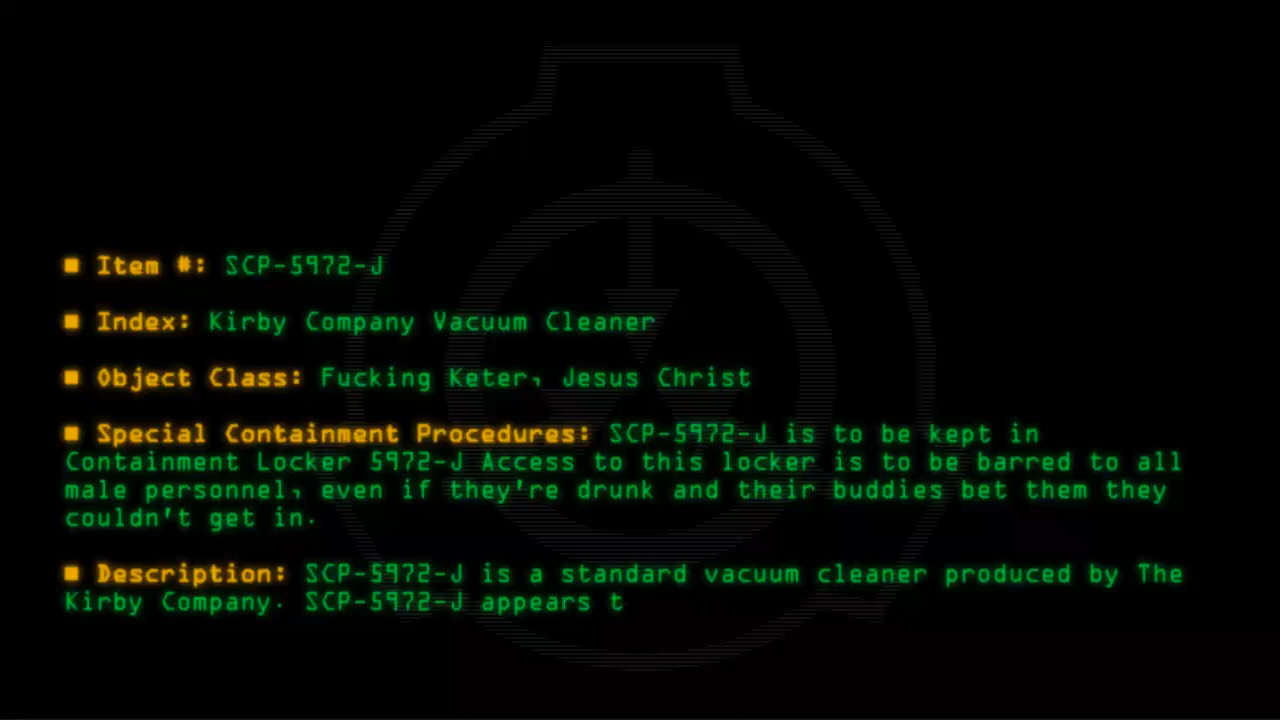 ■ Item #: SCP-5972-J
■ Index: Kirby Company Vacuum Cleaner
■ Object Class: Fucking Keter, Jesus Christ
■ Special Containment Procedures: SCP-5972-J is to be kept in
Containment Locker 5972-J Access to this locker is to be barred to all
male personnel, even if they're drunk and their buddies bet them they
couldn't get in.
■ Description: SCP-5972-J is a standard vacuum cleaner produced by The
Kirby Company. SCP-5972-J appears t